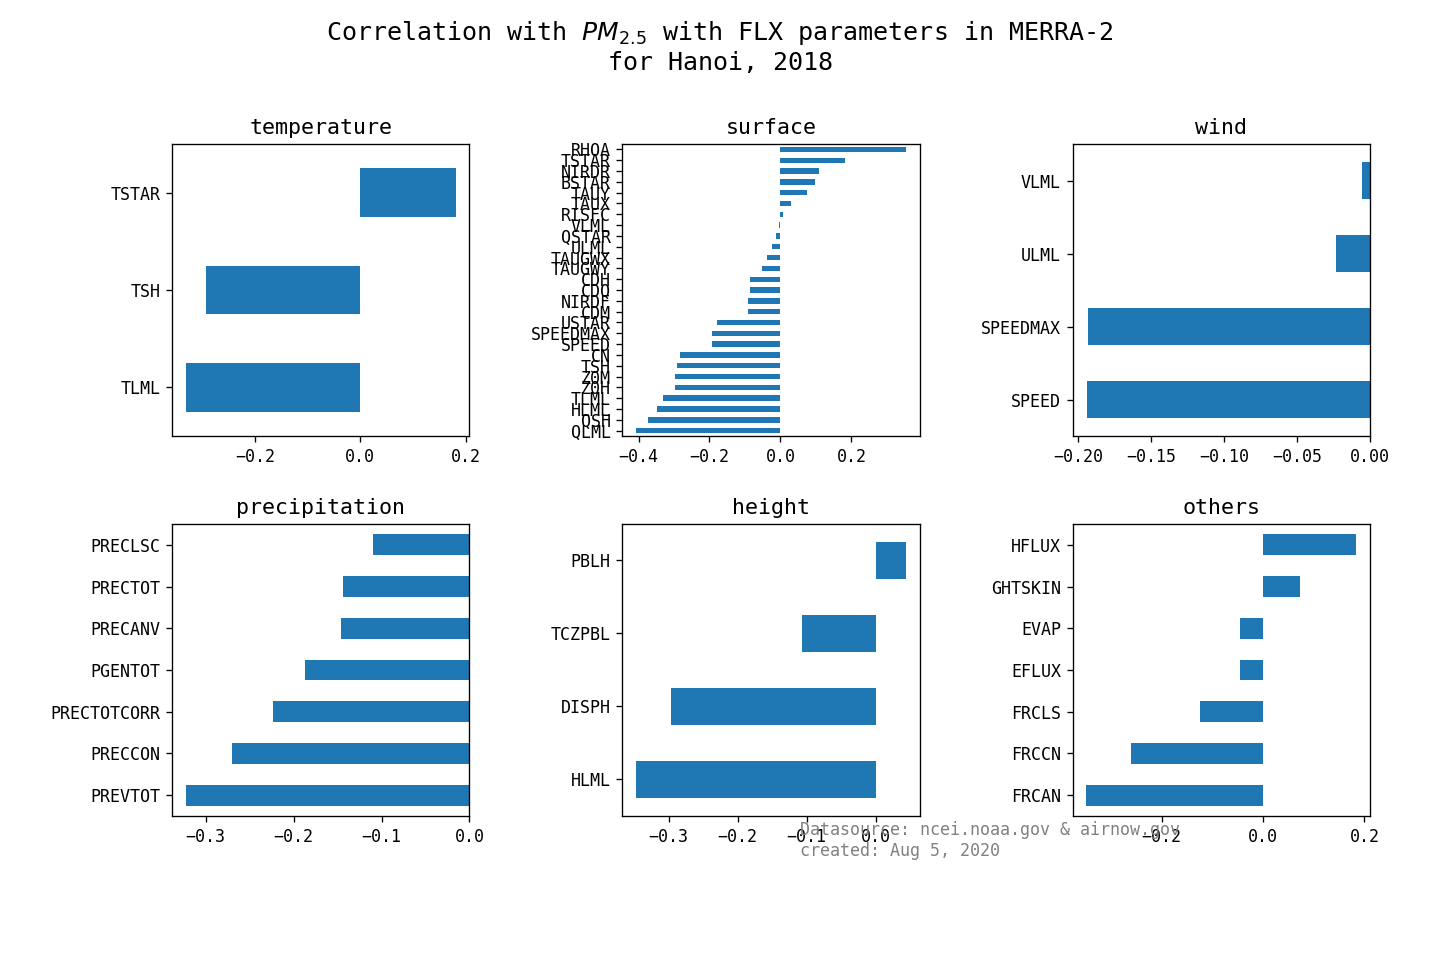 Correlation with PM2.5 with FLX parameters in MERRA-2
for Hanoi, 2018
temperature
TSTAR
TSH
TLML
−0.2 0.0 0.2
surface
RHOA
TSTAR
NIRDR
BSTAR
TAUY
TAUX
RISFC
VLML
QSTAR
ULML
TAUGWX
TAUGWY
CDH
CDQ
NIRDF
CDM
USTAR
SPEEDMAX
SPEED
CN
TSH
Z0M
Z0H
TLML
HLML
QSH
QLML
−0.4 −0.2 0.0 0.2
wind
VLML
ULML
SPEEDMAX
SPEED
−0.20 −0.15 −0.10 −0.05 0.00
precipitation
PRECLSC
PRECTOT
PRECANV
PGENTOT
PRECTOTCORR
PRECCON
PREVTOT
−0.3 −0.2 −0.1 0.0
height
PBLH
TCZPBL
DISPH
HLML
−0.3 −0.2 −0.1 0.0
others
HFLUX
GHTSKIN
EVAP
EFLUX
FRCLS
FRCCN
FRCAN
−0.2 0.0 0.2
Datasource: ncei.noaa.gov & airnow.gov
created: Aug 5, 2020